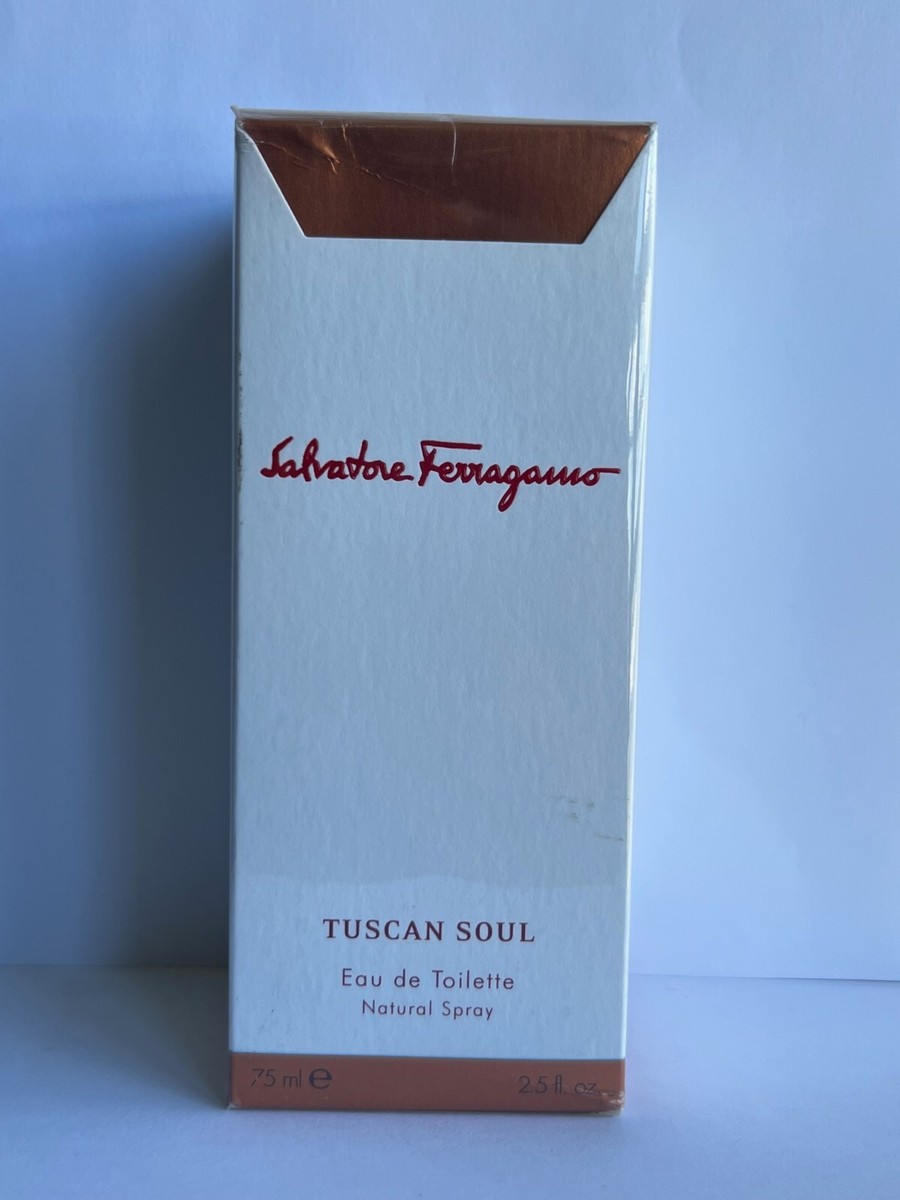 Salvatore Ferragamo
TUSCAN SOUL
Eau de Toilette
Natural Spray
75 ml e 2.5 fl. oz.